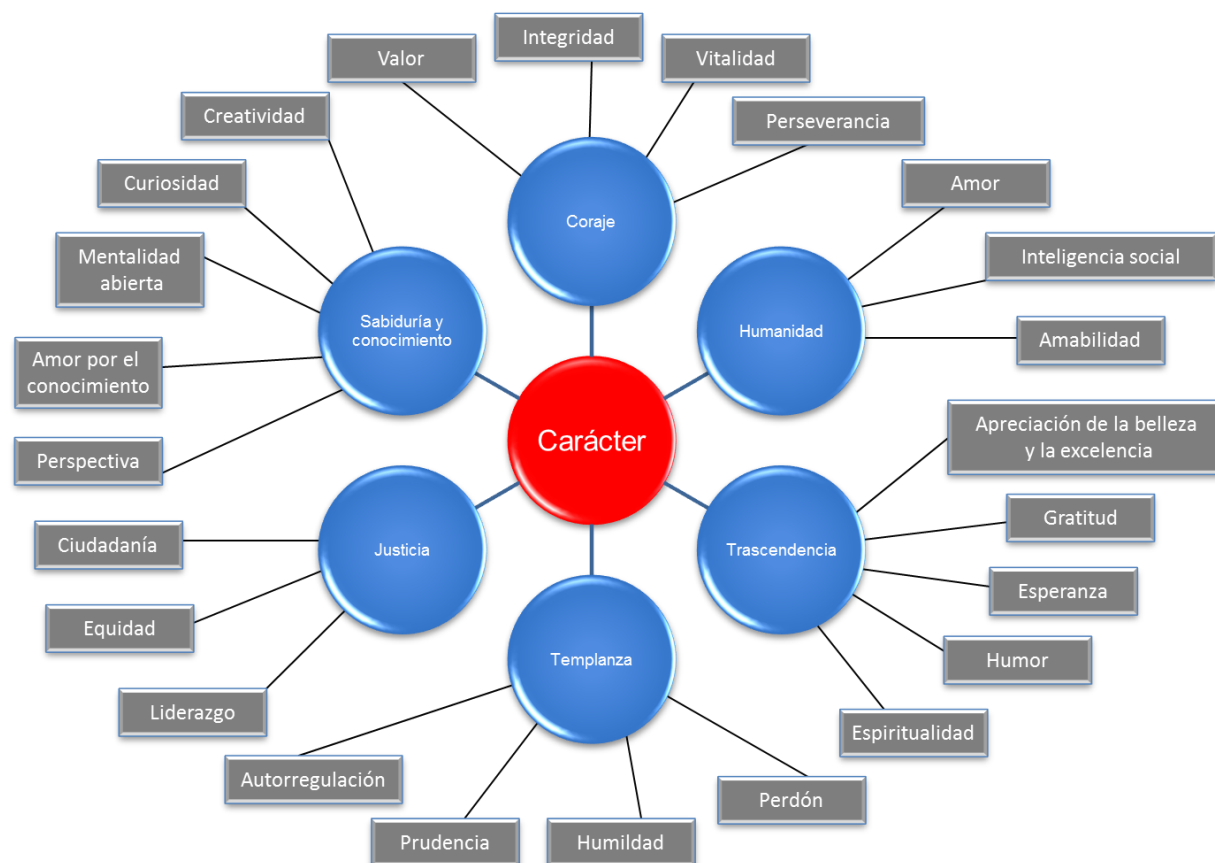 Integridad
Valor
Vitalidad
Creatividad
Perseverancia
Curiosidad
Amor
Coraje
Mentalidad
abierta
Inteligencia social
Sabiduría y
conocimiento
Humanidad
Amabilidad
Amor por el
conocimiento
Carácter
Apreciación de la belleza
y la excelencia
Perspectiva
Gratitud
Ciudadanía
Justicia
Trascendencia
Esperanza
Equidad
Templanza
Humor
Liderazgo
Espiritualidad
Autorregulación
Perdón
Prudencia
Humildad